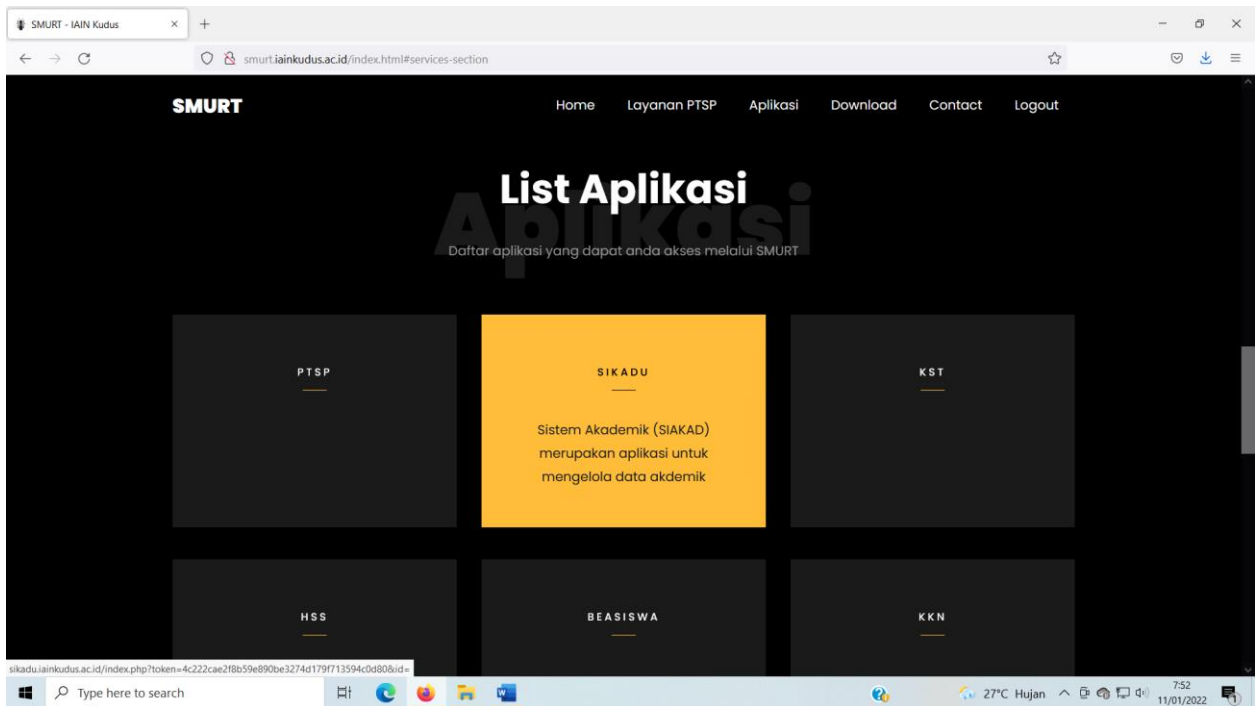 SMURT - IAIN Kudus
smurt.iainkudus.ac.id/index.html#services-section
SMURT
Home Layanan PTSP Aplikasi Download Contact Logout
Aplikasi
List Aplikasi
Daftar aplikasi yang dapat anda akses melalui SMURT
PTSP
SIKADU
KST
Sistem Akademik (SIAKAD)
merupakan aplikasi untuk
mengelola data akdemik
HSS
BEASISWA
KKN
sikadu.iainkudus.ac.id/index.php?token=4c222cae2f8b59e890be3274d179f713594c0d80&id=
Type here to search
27°C Hujan
7:52
11/01/2022